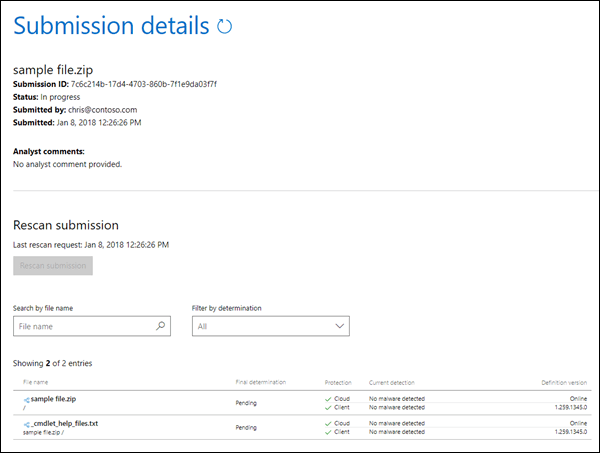 Submission details
sample file.zip
Submission ID: 7c6c214b-17d4-4703-860b-7f1e9da03f7f
Status: In progress
Submitted by: chris@contoso.com
Submitted: Jan 8, 2018 12:26:26 PM
Analyst comments:
No analyst comment provided.
Rescan submission
Last rescan request: Jan 8, 2018 12:26:26 PM
Rescan submission
Search by file name Filter by determination
File name All
Showing 2 of 2 entries
File name Final determination Protection Current detection Definition version
sample file.zip Pending Cloud No malware detected Online
/ Client No malware detected 1.259.1345.0
_cmdlet_help_files.txt Pending Cloud No malware detected Online
sample file.zip / Client No malware detected 1.259.1345.0